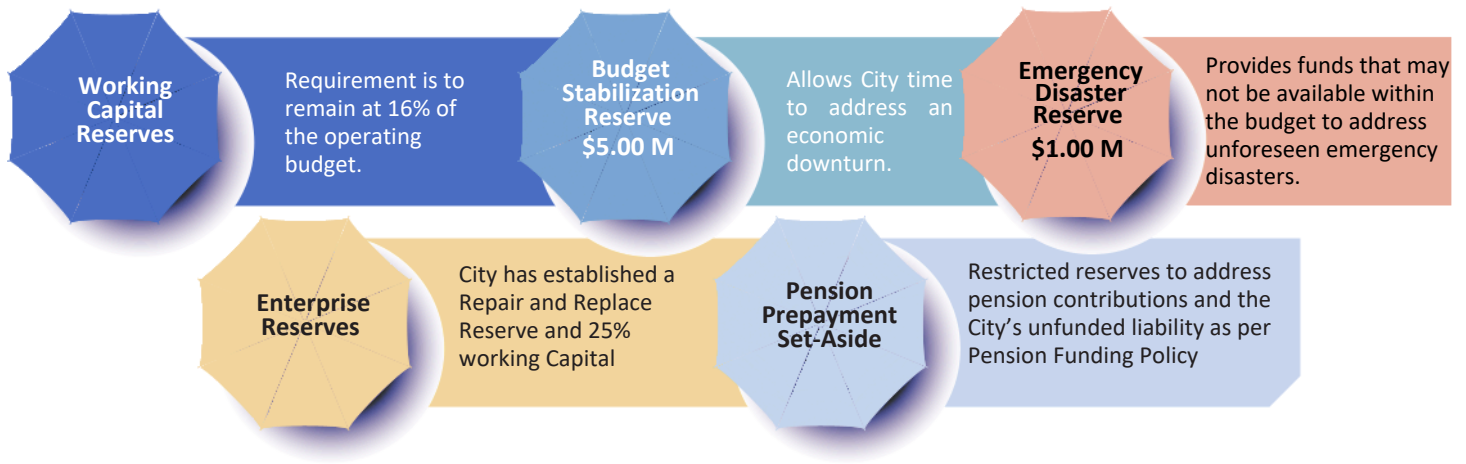 Working
Capital
Reserves
Requirement is to
remain at 16% of
the operating
budget.
Budget
Stabilization
Reserve
$5.00 M
Allows City time
to address an
economic
downturn.
Emergency
Disaster
Reserve
$1.00 M
Provides funds that may
not be available within
the budget to address
unforeseen emergency
disasters.
Enterprise
Reserves
City has established a
Repair and Replace
Reserve and 25%
working Capital
Pension
Prepayment
Set-Aside
Restricted reserves to address
pension contributions and the
City’s unfunded liability as per
Pension Funding Policy